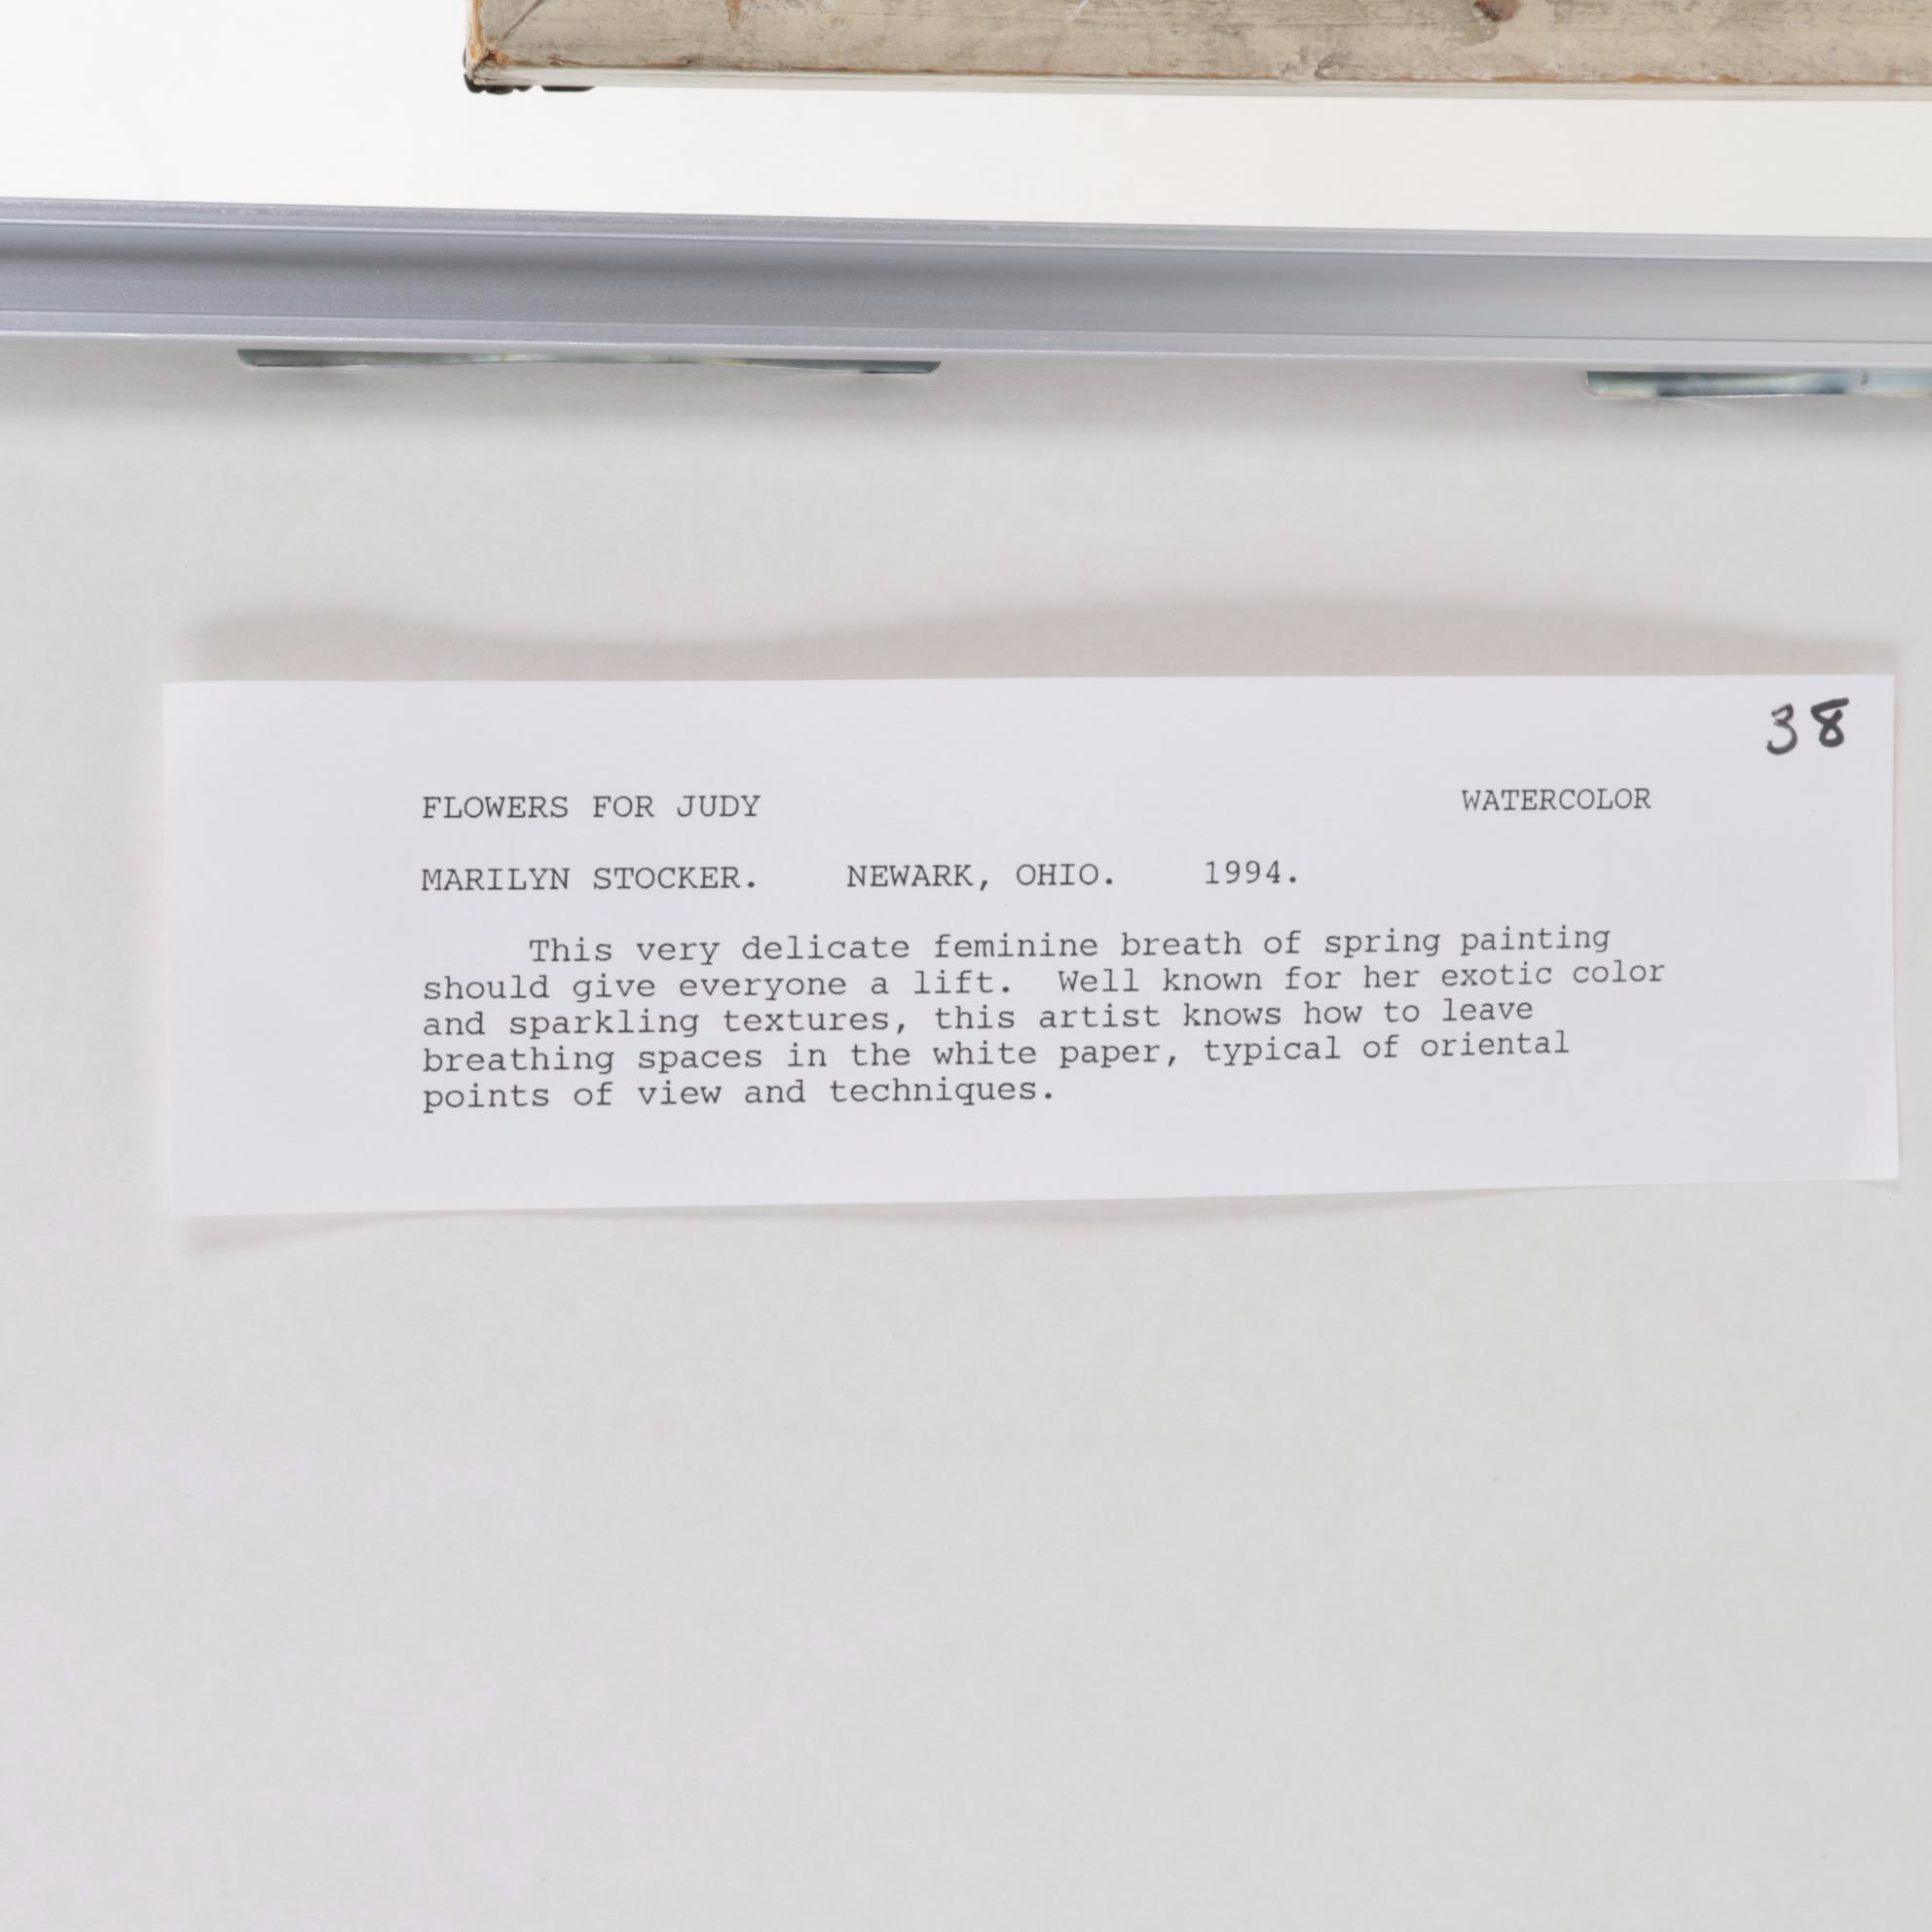 38
FLOWERS FOR JUDY WATERCOLOR
MARILYN STOCKER. NEWARK, OHIO. 1994.
This very delicate feminine breath of spring painting
should give everyone a lift. Well known for her exotic color
and sparkling textures, this artist knows how to leave
breathing spaces in the white paper, typical of oriental
points of view and techniques.